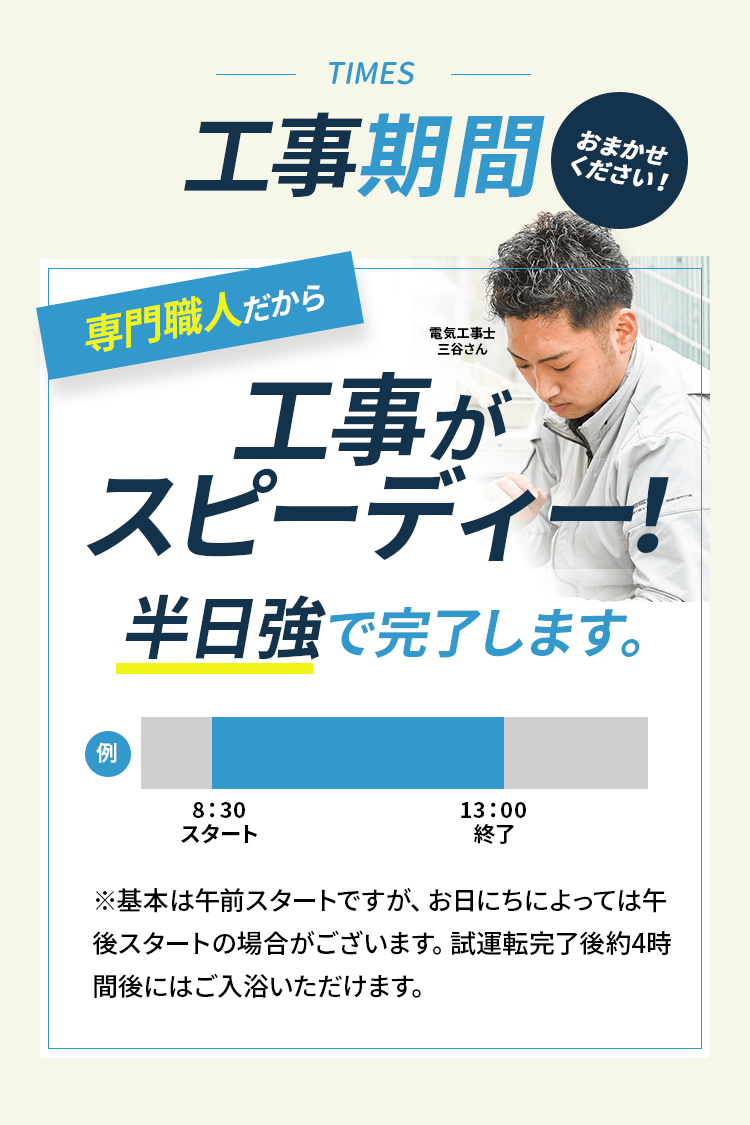 TIMES
工事期間
おまかせ
ください!
専門職人だから
電気工事士
三谷さん
工事が
スピーディー!
半日強で完了します。
例
8:30
スタート
13:00
終了
※基本は午前スタートですが、お日にちによっては午
後スタートの場合がございます。試運転完了後約4時
間後にはご入浴いただけます。